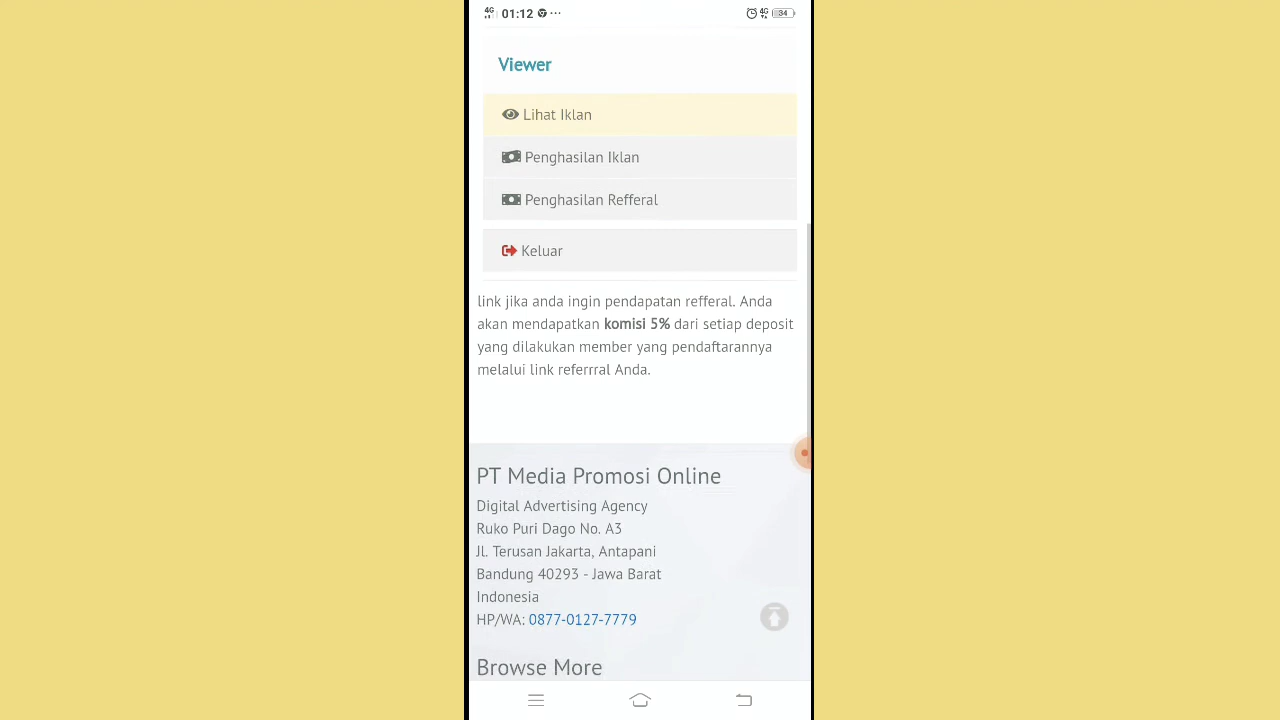 4G 01:12 ... 4G 34
Viewer
Lihat Iklan
Penghasilan Iklan
Penghasilan Refferal
Keluar
link jika anda ingin pendapatan refferal. Anda
akan mendapatkan komisi 5% dari setiap deposit
yang dilakukan member yang pendaftarannya
melalui link referrral Anda.
PT Media Promosi Online
Digital Advertising Agency
Ruko Puri Dago No. A3
Jl. Terusan Jakarta, Antapani
Bandung 40293 - Jawa Barat
Indonesia
HP/WA: 0877-0127-7779
Browse More